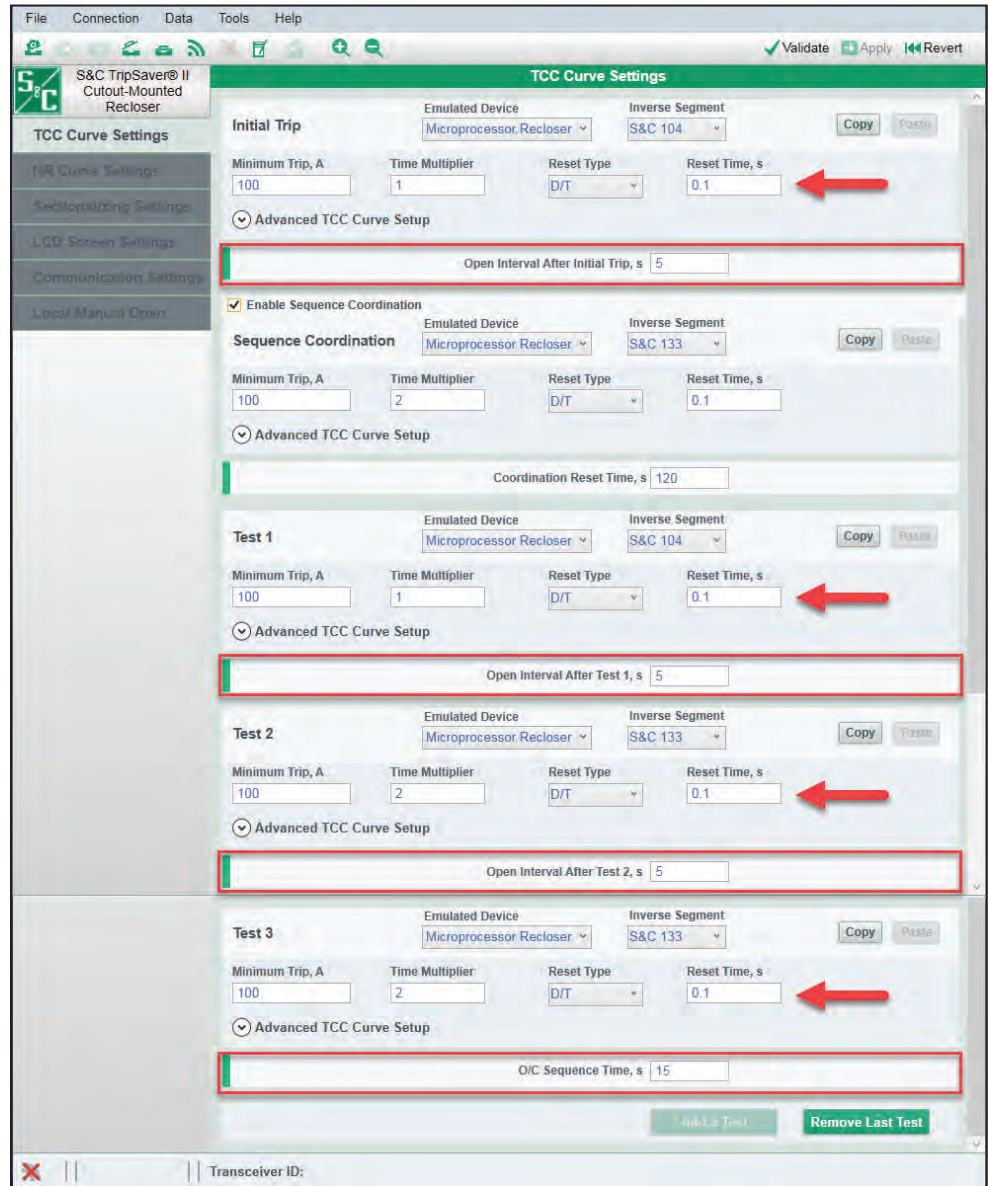 File Connection Data Tools Help
Validate Apply Revert
S&C
S&C TripSaver® II
Cutout-Mounted
Recloser
TCC Curve Settings
NR Curve Settings
Sectionalizing Settings
LCD Screen Settings
Communication Settings
Local Manual Open
TCC Curve Settings
Initial Trip
Emulated Device
Microprocessor Recloser
Inverse Segment
S&C 104
Copy Paste
Minimum Trip, A Time Multiplier Reset Type Reset Time, s
100 1 D/T 0.1
Advanced TCC Curve Setup
Open Interval After Initial Trip, s 5
Enable Sequence Coordination
Sequence Coordination
Emulated Device
Microprocessor Recloser
Inverse Segment
S&C 133
Copy Paste
Minimum Trip, A Time Multiplier Reset Type Reset Time, s
100 2 D/T 0.1
Advanced TCC Curve Setup
Coordination Reset Time, s 120
Test 1
Emulated Device
Microprocessor Recloser
Inverse Segment
S&C 104
Copy Paste
Minimum Trip, A Time Multiplier Reset Type Reset Time, s
100 1 D/T 0.1
Advanced TCC Curve Setup
Open Interval After Test 1, s 5
Test 2
Emulated Device
Microprocessor Recloser
Inverse Segment
S&C 133
Copy Paste
Minimum Trip, A Time Multiplier Reset Type Reset Time, s
100 2 D/T 0.1
Advanced TCC Curve Setup
Open Interval After Test 2, s 5
Test 3
Emulated Device
Microprocessor Recloser
Inverse Segment
S&C 133
Copy Paste
Minimum Trip, A Time Multiplier Reset Type Reset Time, s
100 2 D/T 0.1
Advanced TCC Curve Setup
O/C Sequence Time, s 15
Add a Test Remove Last Test
Transceiver ID: